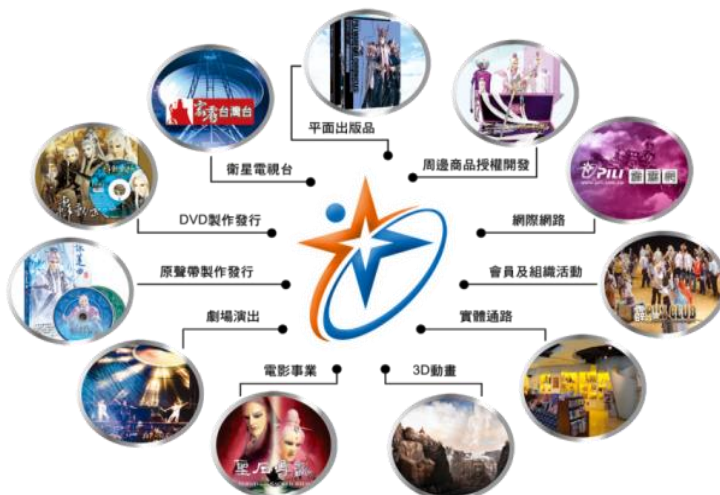 平面出版品
霹靂台灣台
衛星電視台
周邊商品授權開發
PILI 霹靂網
DVD製作發行
網際網路
原聲帶製作發行
會員及組織活動
劇場演出
實體通路
電影事業
3D動畫
聖石傳說